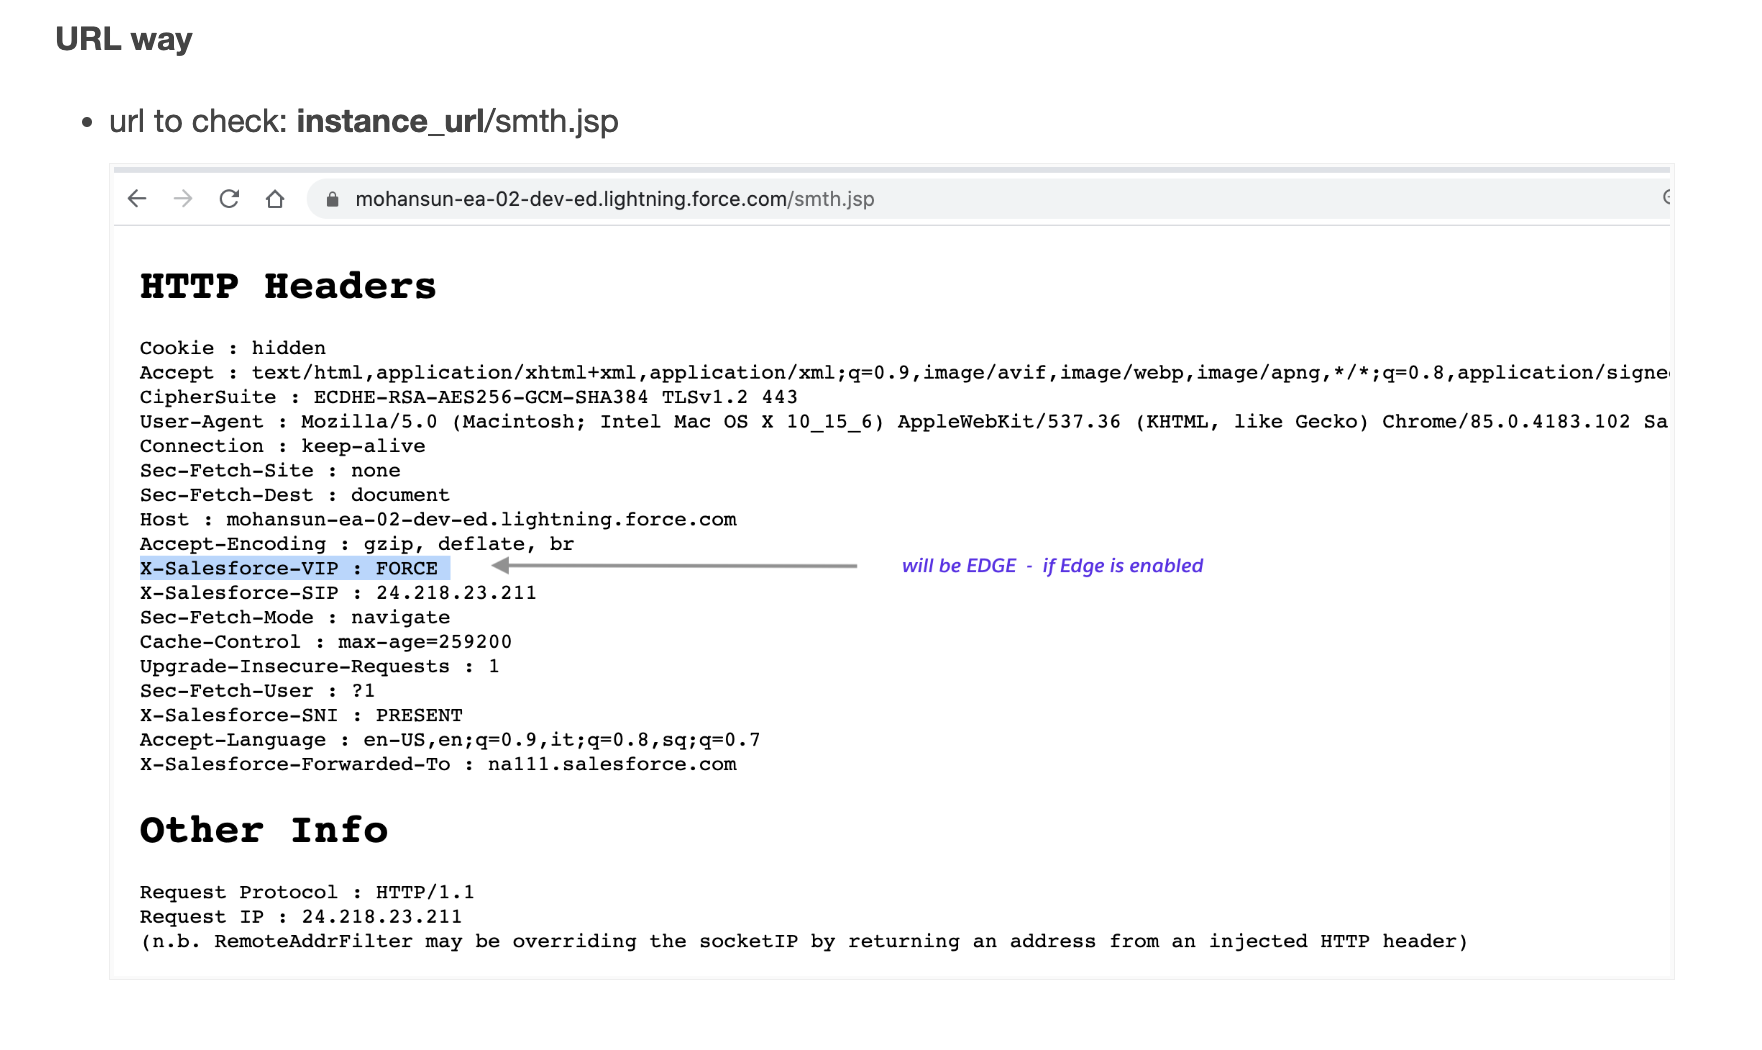 URL way
• url to check: instance_url/smth.jsp
mohansun-ea-02-dev-ed.lightning.force.com/smth.jsp
HTTP Headers
Cookie : hidden
Accept : text/html,application/xhtml+xml,application/xml;q=0.9,image/avif,image/webp,image/apng,*/*;q=0.8,application/signe
CipherSuite : ECDHE-RSA-AES256-GCM-SHA384 TLSv1.2 443
User-Agent : Mozilla/5.0 (Macintosh; Intel Mac OS X 10_15_6) AppleWebKit/537.36 (KHTML, like Gecko) Chrome/85.0.4183.102 Sa
Connection : keep-alive
Sec-Fetch-Site : none
Sec-Fetch-Dest : document
Host : mohansun-ea-02-dev-ed.lightning.force.com
Accept-Encoding : gzip, deflate, br
X-Salesforce-VIP : FORCE will be EDGE - if Edge is enabled
X-Salesforce-SIP : 24.218.23.211
Sec-Fetch-Mode : navigate
Cache-Control : max-age=259200
Upgrade-Insecure-Requests : 1
Sec-Fetch-User : ?1
X-Salesforce-SNI : PRESENT
Accept-Language : en-US,en;q=0.9,it;q=0.8,sq;q=0.7
X-Salesforce-Forwarded-To : na111.salesforce.com
Other Info
Request Protocol : HTTP/1.1
Request IP : 24.218.23.211
(n.b. RemoteAddrFilter may be overriding the socketIP by returning an address from an injected HTTP header)